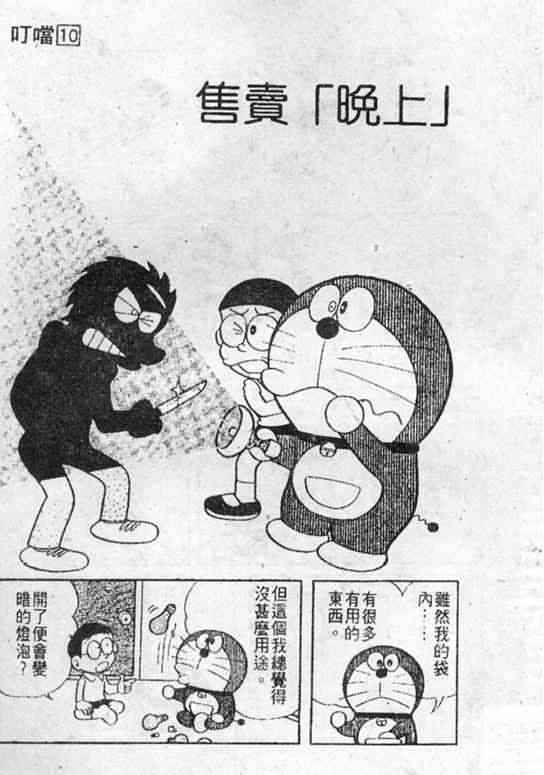 叮噹10
售賣「晚上」
雖然我的袋
內……
有很多
有用的
東西。
但這個我總覺得
沒甚麼用途。
開了便會變
暗的燈泡？